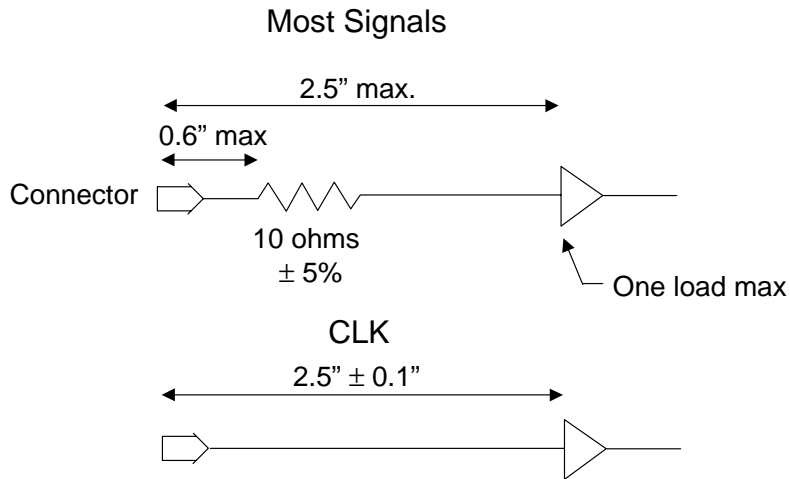 Most Signals
2.5” max.
0.6” max
Connector
10 ohms
± 5%
One load max
CLK
2.5” ± 0.1”